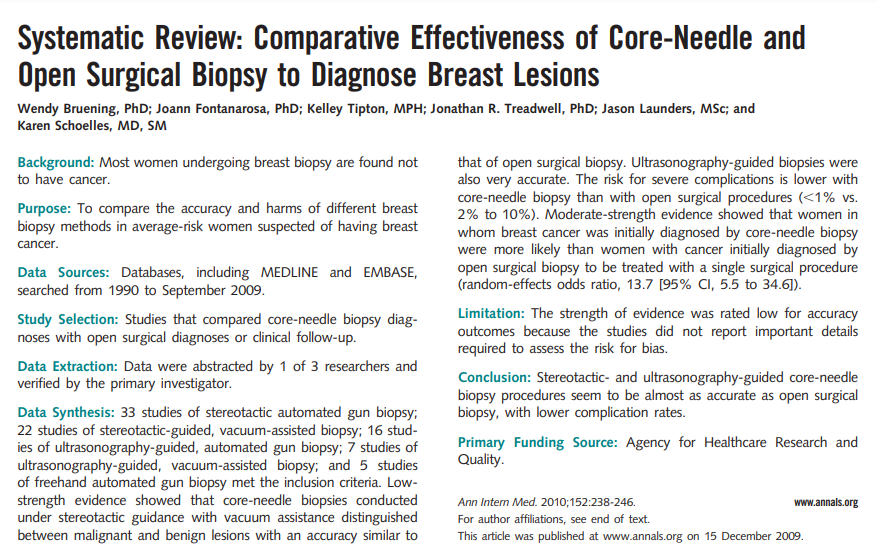 Systematic Review: Comparative Effectiveness of Core-Needle and
Open Surgical Biopsy to Diagnose Breast Lesions
Wendy Bruening, PhD; Joann Fontanarosa, PhD; Kelley Tipton, MPH; Jonathan R. Treadwell, PhD; Jason Launders, MSc; and
Karen Schoelles, MD, SM
Background: Most women undergoing breast biopsy are found not
to have cancer.
Purpose: To compare the accuracy and harms of different breast
biopsy methods in average-risk women suspected of having breast
cancer.
Data Sources: Databases, including MEDLINE and EMBASE,
searched from 1990 to September 2009.
Study Selection: Studies that compared core-needle biopsy diag-
noses with open surgical diagnoses or clinical follow-up.
Data Extraction: Data were abstracted by 1 of 3 researchers and
verified by the primary investigator.
Data Synthesis: 33 studies of stereotactic automated gun biopsy;
22 studies of stereotactic-guided, vacuum-assisted biopsy; 16 stud-
ies of ultrasonography-guided, automated gun biopsy; 7 studies of
ultrasonography-guided, vacuum-assisted biopsy; and 5 studies
of freehand automated gun biopsy met the inclusion criteria. Low-
strength evidence showed that core-needle biopsies conducted
under stereotactic guidance with vacuum assistance distinguished
between malignant and benign lesions with an accuracy similar to
that of open surgical biopsy. Ultrasonography-guided biopsies were
also very accurate. The risk for severe complications is lower with
core-needle biopsy than with open surgical procedures (<1% vs.
2% to 10%). Moderate-strength evidence showed that women in
whom breast cancer was initially diagnosed by core-needle biopsy
were more likely than women with cancer initially diagnosed by
open surgical biopsy to be treated with a single surgical procedure
(random-effects odds ratio, 13.7 [95% CI, 5.5 to 34.6]).
Limitation: The strength of evidence was rated low for accuracy
outcomes because the studies did not report important details
required to assess the risk for bias.
Conclusion: Stereotactic- and ultrasonography-guided core-needle
biopsy procedures seem to be almost as accurate as open surgical
biopsy, with lower complication rates.
Primary Funding Source: Agency for Healthcare Research and
Quality.
Ann Intern Med. 2010;152:238-246. www.annals.org
For author affiliations, see end of text.
This article was published at www.annals.org on 15 December 2009.